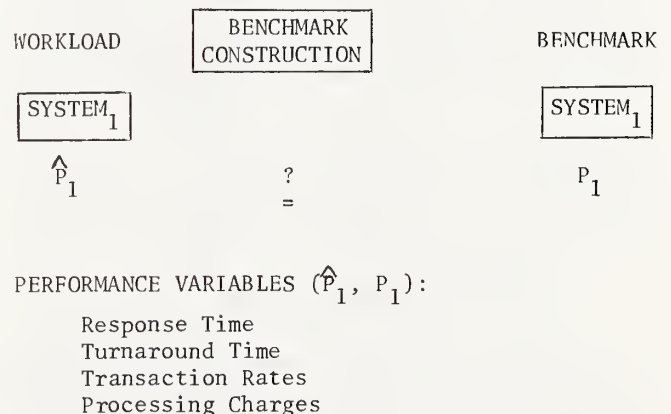 WORKLOAD BENCHMARK CONSTRUCTION BENCHMARK
SYSTEM₁ SYSTEM₁
P̂₁ ? = P₁
PERFORMANCE VARIABLES (P̂₁, P₁):
Response Time
Turnaround Time
Transaction Rates
Processing Charges